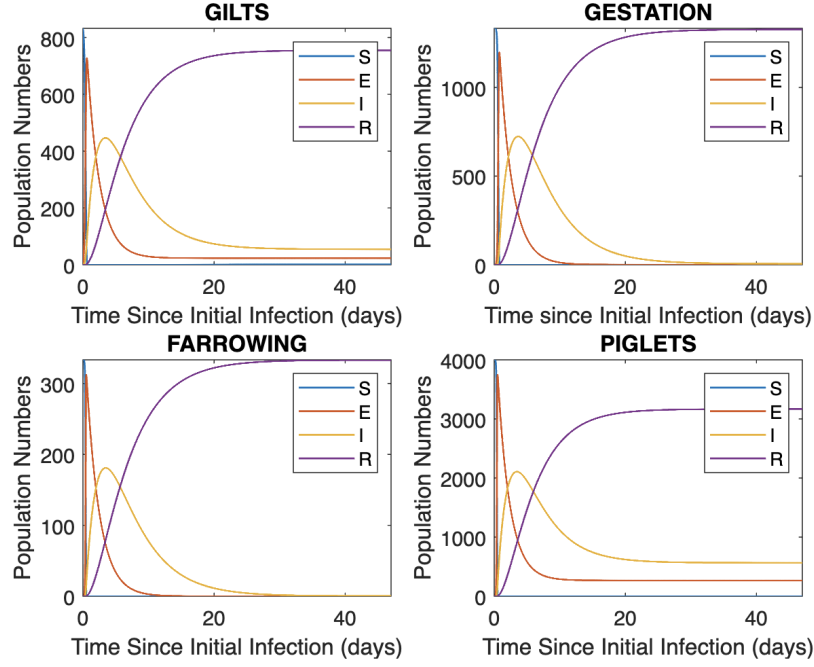 GILTS
Population Numbers
800
600
400
200
0
0 20 40
Time Since Initial Infection (days)
S
E
I
R
GESTATION
Population Numbers
1000
500
0
0 20 40
Time since Initial Infection (days)
S
E
I
R
FARROWING
Population Numbers
300
200
100
0
0 20 40
Time Since Initial Infection (days)
S
E
I
R
PIGLETS
Population Numbers
4000
3000
2000
1000
0
0 20 40
Time Since Initial Infection (days)
S
E
I
R